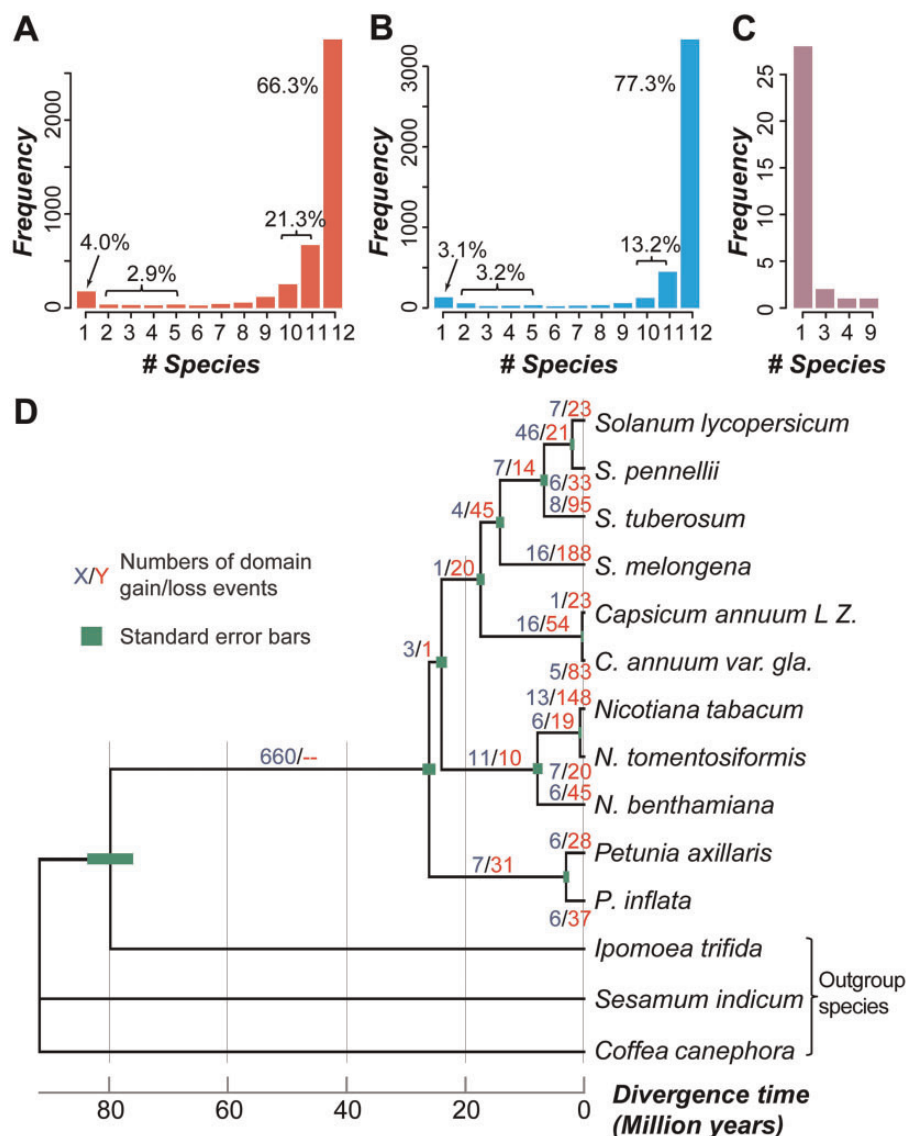 A
Frequency
0
1000
2000
66.3%
21.3%
4.0%
2.9%
1 2 3 4 5 6 7 8 9 10 11 12
# Species
B
Frequency
0
1000
2000
3000
77.3%
13.2%
3.1%
3.2%
1 2 3 4 5 6 7 8 9 10 11 12
# Species
C
Frequency
0
5
15
25
1 3 4 9
# Species
D
X/Y Numbers of domain
gain/loss events
Standard error bars
7/23
Solanum lycopersicum
46/21
S. pennellii
6/33
7/14
8/95
S. tuberosum
4/45
16/188
S. melongena
1/20
1/23
Capsicum annuum L Z.
16/54
C. annuum var. gla.
5/83
3/1
13/148
Nicotiana tabacum
6/19
N. tomentosiformis
7/20
11/10
6/45
N. benthamiana
660/--
6/28
Petunia axillaris
7/31
P. inflata
6/37
Ipomoea trifida
Sesamum indicum
Coffea canephora
Outgroup
species
80 60 40 20 0
Divergence time
(Million years)